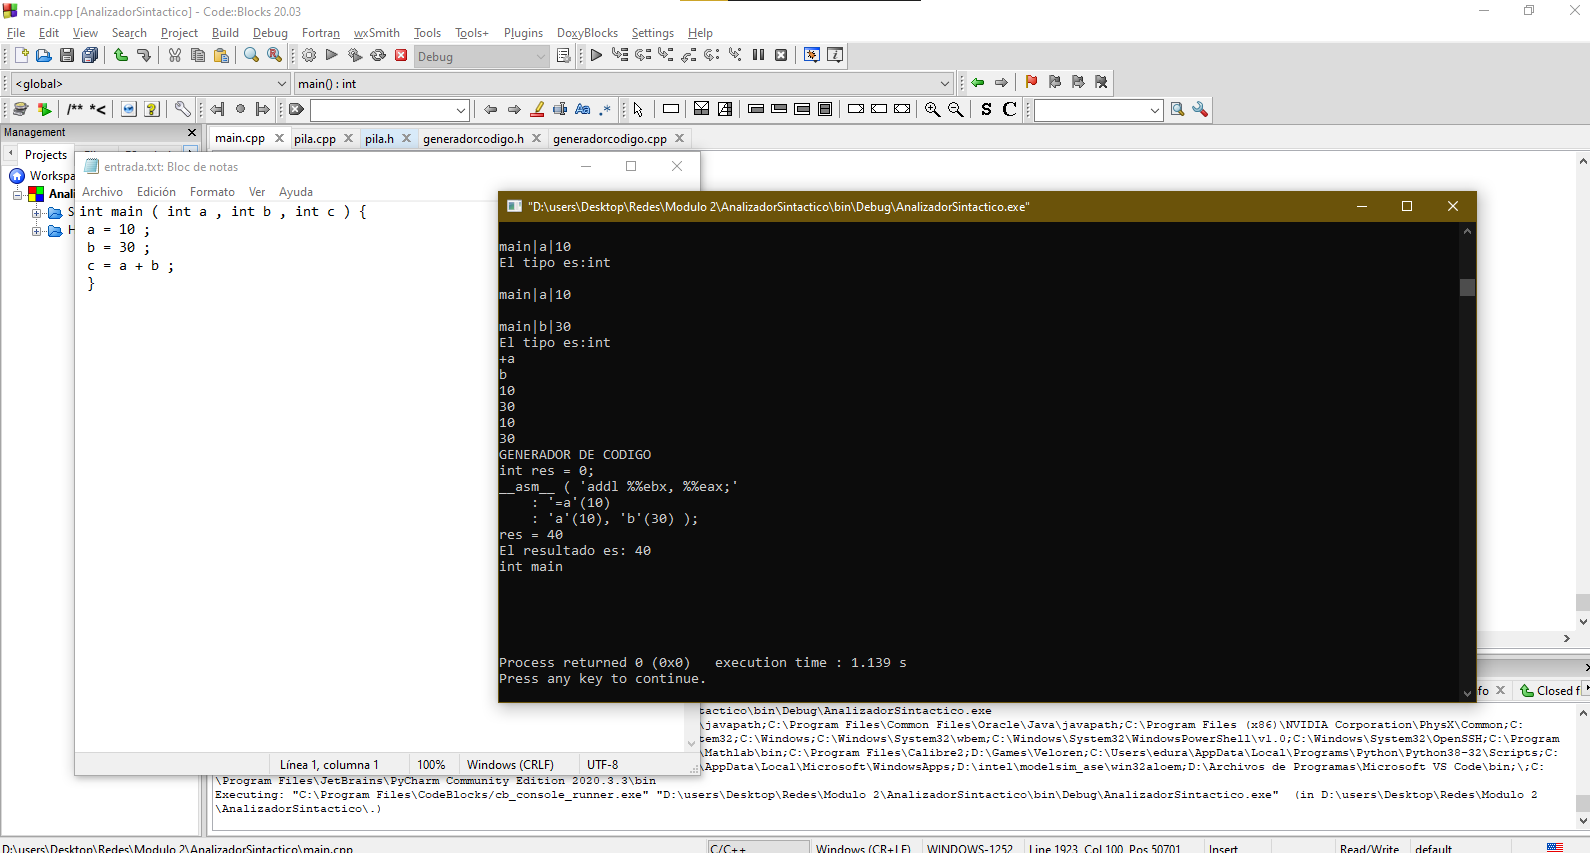 main.cpp [AnalizadorSintactico] - Code::Blocks 20.03
File Edit View Search Project Build Debug Fortran wxSmith Tools Tools+ Plugins DoxyBlocks Settings Help
Debug
<global> main() : int
/** *< Aa .* S C
Management
main.cpp pila.cpp pila.h generadorcodigo.h generadorcodigo.cpp
Projects
Workspa
Anali
S
H
entrada.txt: Bloc de notas
Archivo Edición Formato Ver Ayuda
int main ( int a , int b , int c ) {
a = 10 ;
b = 30 ;
c = a + b ;
}
Línea 1, columna 1 100% Windows (CRLF) UTF-8
"D:\users\Desktop\Redes\Modulo 2\AnalizadorSintactico\bin\Debug\AnalizadorSintactico.exe"
main|a|10
El tipo es:int
main|a|10
main|b|30
El tipo es:int
+a
b
10
30
10
30
GENERADOR DE CODIGO
int res = 0;
__asm__ ( 'addl %%ebx, %%eax;'
: '=a'(10)
: 'a'(10), 'b'(30) );
res = 40
El resultado es: 40
int main
Process returned 0 (0x0)   execution time : 1.139 s
Press any key to continue.
fo Closed f
tactico\bin\Debug\AnalizadorSintactico.exe
\javapath;C:\Program Files\Common Files\Oracle\Java\javapath;C:\Program Files (x86)\NVIDIA Corporation\PhysX\Common;C:
tem32;C:\Windows;C:\Windows\System32\wbem;C:\Windows\System32\WindowsPowerShell\v1.0;C:\Windows\System32\OpenSSH;C:\Program
\Mathlab\bin;C:\Program Files\Calibre2;D:\Games\Veloren;C:\Users\edura\AppData\Local\Programs\Python\Python38-32\Scripts;C:
\AppData\Local\Microsoft\WindowsApps;D:\intel\modelsim_ase\win32aloem;D:\Archivos de Programas\Microsoft VS Code\bin;\;C:
\Program Files\JetBrains\PyCharm Community Edition 2020.3.3\bin
Executing: "C:\Program Files\CodeBlocks/cb_console_runner.exe" "D:\users\Desktop\Redes\Modulo 2\AnalizadorSintactico\bin\Debug\AnalizadorSintactico.exe"  (in D:\users\Desktop\Redes\Modulo 2
\AnalizadorSintactico\.)
D:\users\Desktop\Redes\Modulo 2\AnalizadorSintactico\main.cpp C/C++ Windows (CR+LF) WINDOWS-1252 Line 1923, Col 100, Pos 50701 Insert Read/Write default